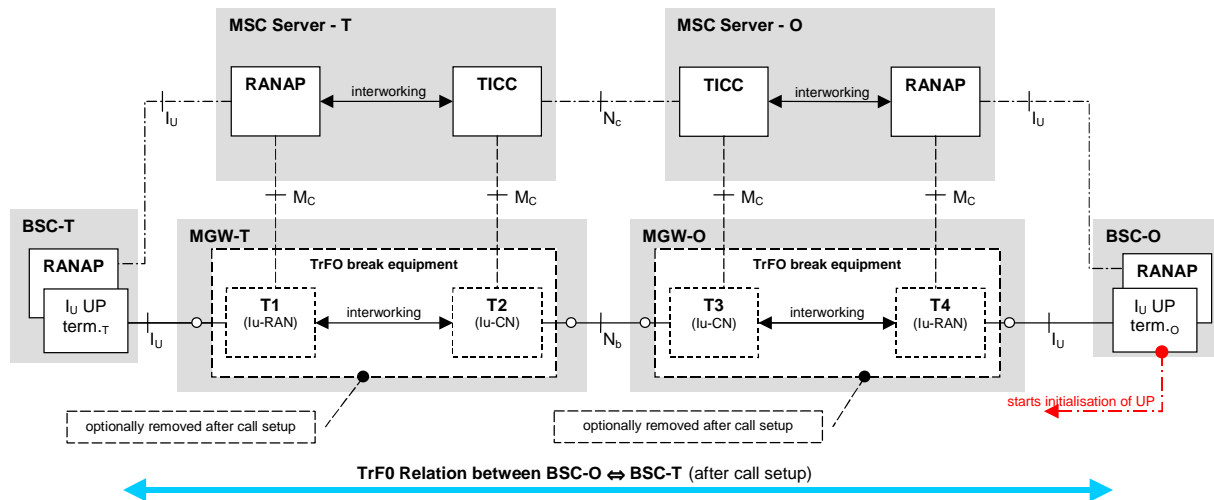 MSC Server - T
MSC Server - O
RANAP
interworking
TICC
TICC
interworking
RANAP
IU
Nc
IU
MC
MC
MC
MC
BSC-T
MGW-T
MGW-O
BSC-O
RANAP
TrFO break equipment
TrFO break equipment
RANAP
IU UP
term.T
T1
(Iu-RAN)
interworking
T2
(Iu-CN)
T3
(Iu-CN)
interworking
T4
(Iu-RAN)
IU UP
term.O
IU
Nb
IU
starts initialisation of UP
optionally removed after call setup
optionally removed after call setup
TrF0 Relation between BSC-O ⇔ BSC-T (after call setup)